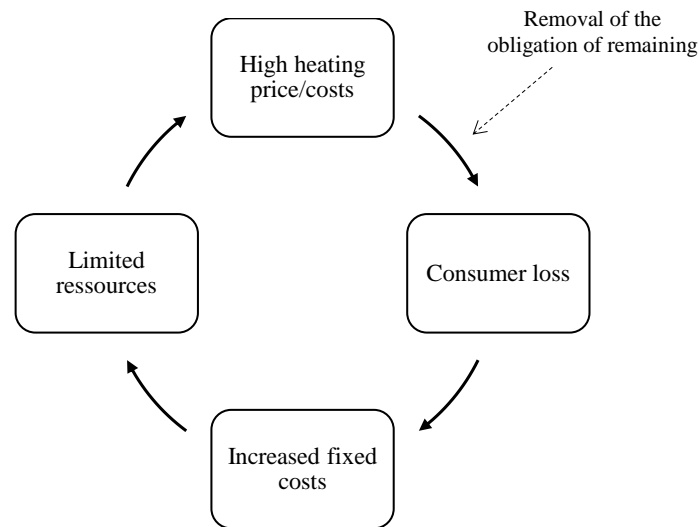 Removal of the
obligation of remaining
High heating
price/costs
Limited
ressources
Consumer loss
Increased fixed
costs